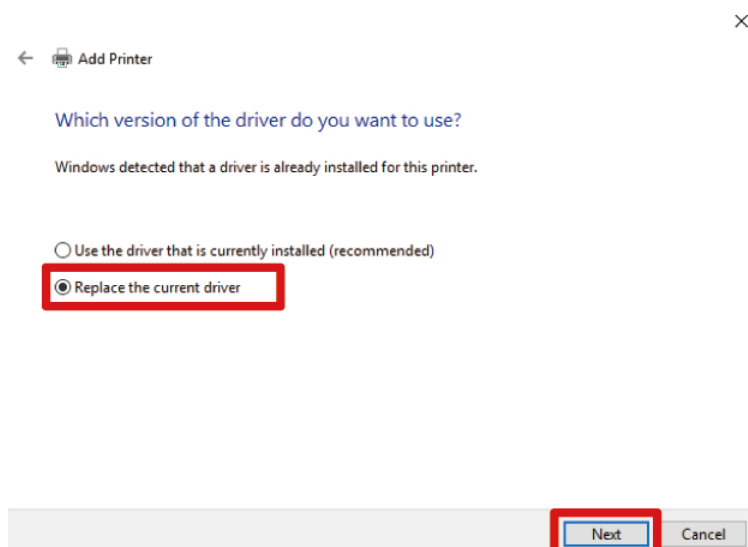 Add Printer
Which version of the driver do you want to use?
Windows detected that a driver is already installed for this printer.
Use the driver that is currently installed (recommended)
Replace the current driver
Next Cancel